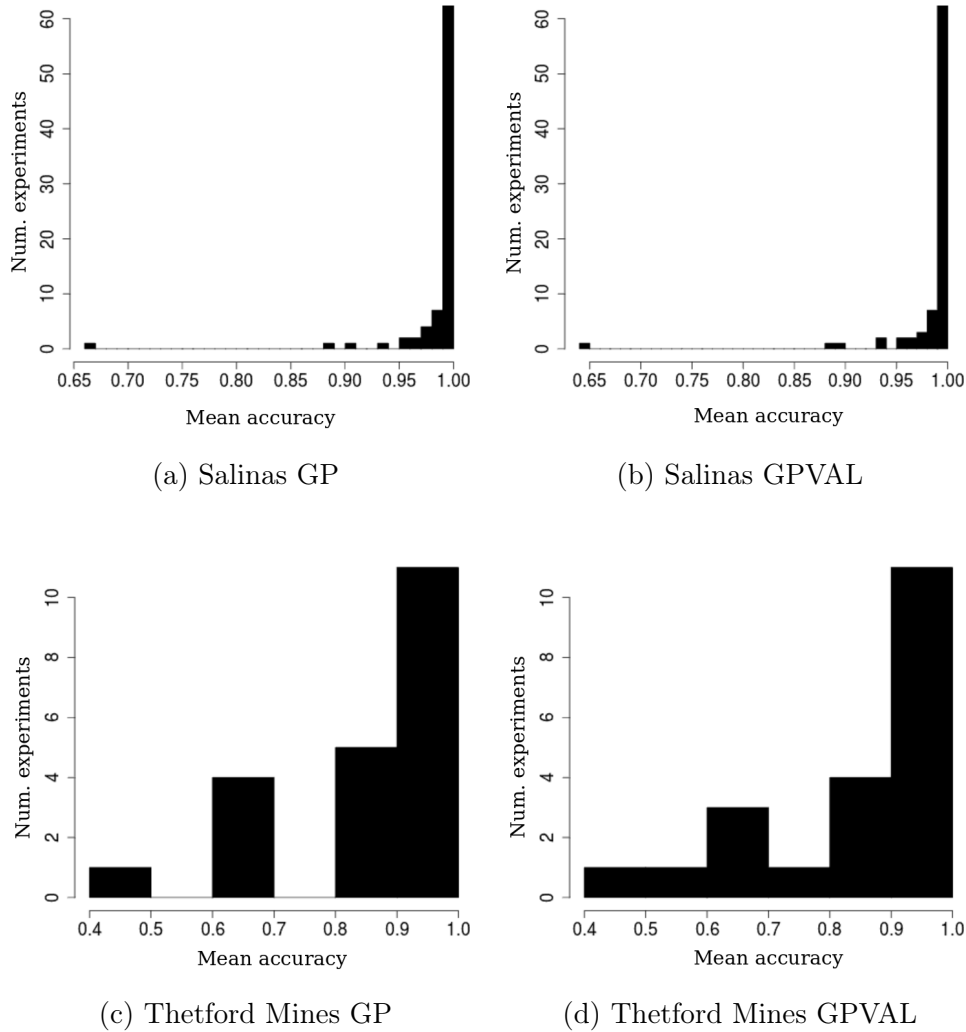 Num. experiments
60
50
40
30
20
10
0
0.65 0.70 0.75 0.80 0.85 0.90 0.95 1.00
Mean accuracy
(a) Salinas GP
Num. experiments
60
50
40
30
20
10
0
0.65 0.70 0.75 0.80 0.85 0.90 0.95 1.00
Mean accuracy
(b) Salinas GPVAL
Num. experiments
10
8
6
4
2
0
0.4 0.5 0.6 0.7 0.8 0.9 1.0
Mean accuracy
(c) Thetford Mines GP
Num. experiments
10
8
6
4
2
0
0.4 0.5 0.6 0.7 0.8 0.9 1.0
Mean accuracy
(d) Thetford Mines GPVAL